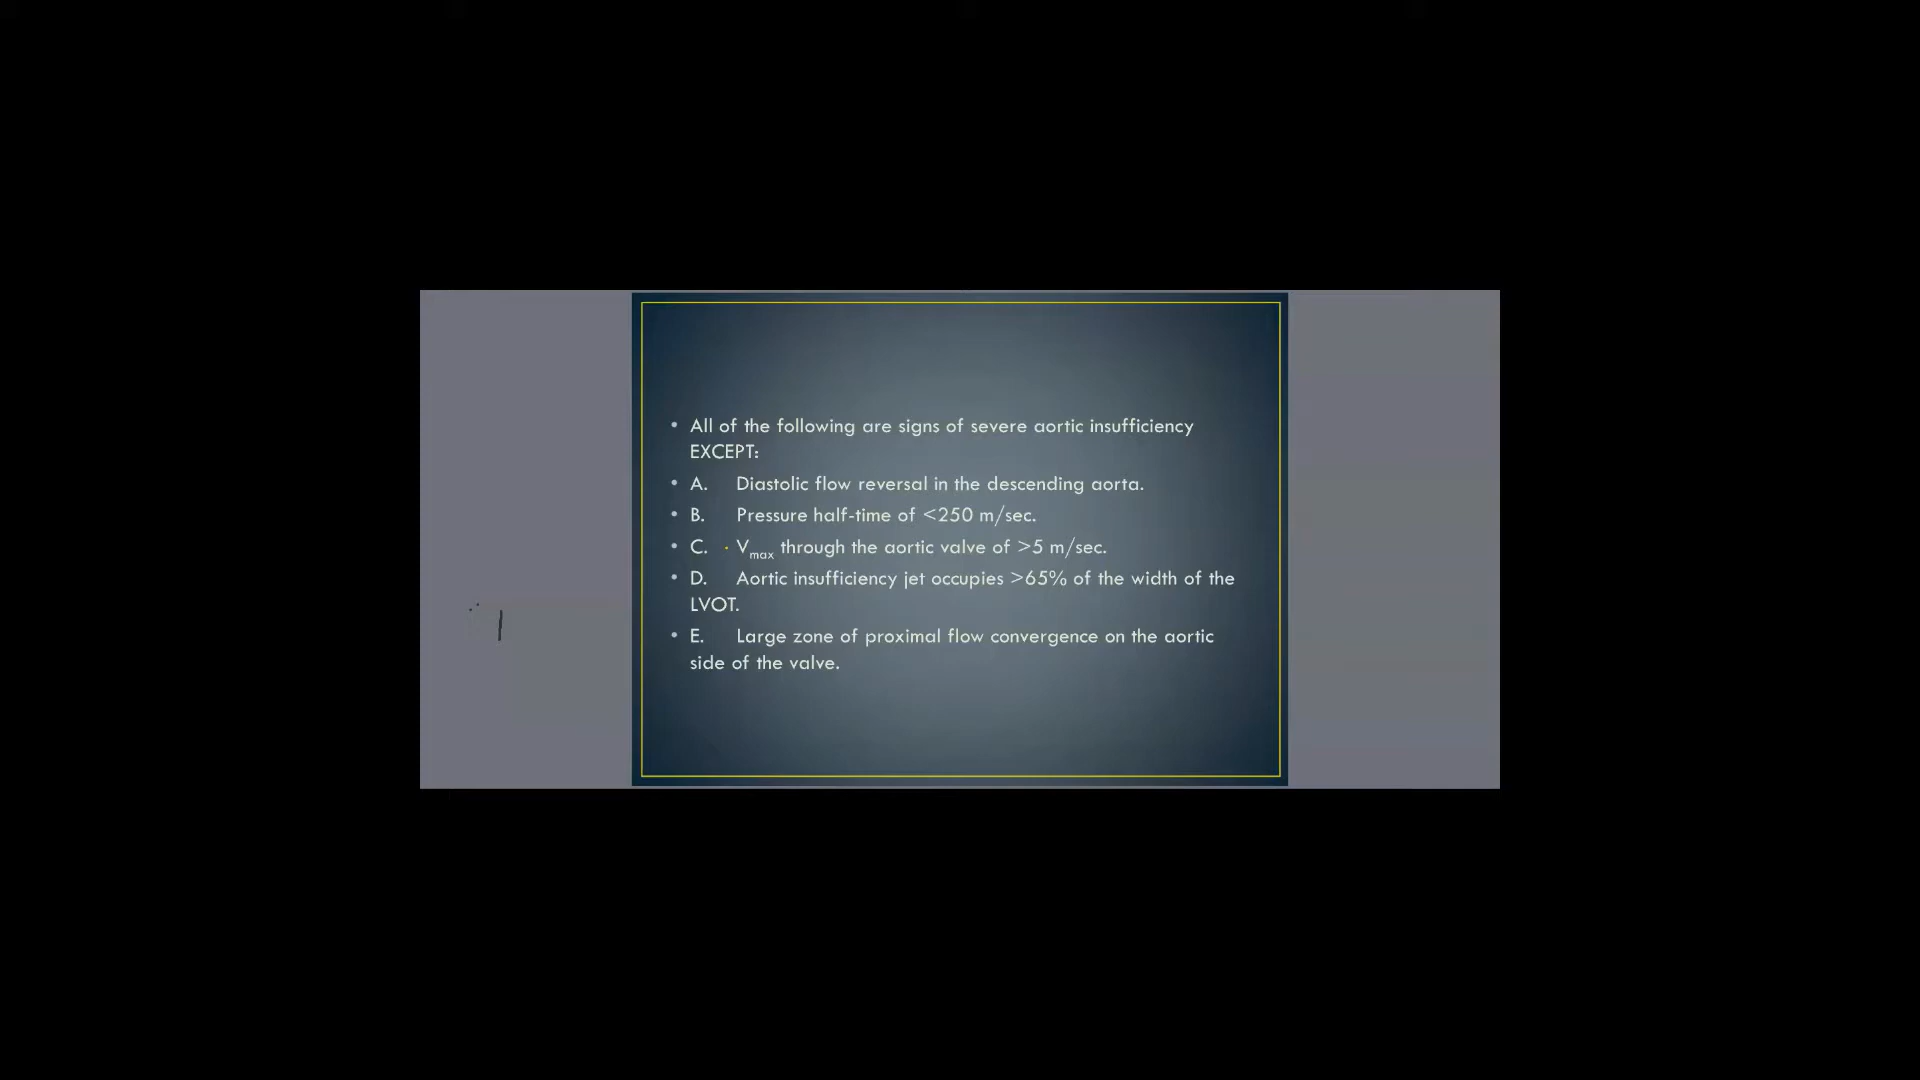 • All of the following are signs of severe aortic insufficiency
EXCEPT:
• A. Diastolic flow reversal in the descending aorta.
• B. Pressure half-time of <250 m/sec.
• C. Vmax through the aortic valve of >5 m/sec.
• D. Aortic insufficiency jet occupies >65% of the width of the
LVOT.
• E. Large zone of proximal flow convergence on the aortic
side of the valve.